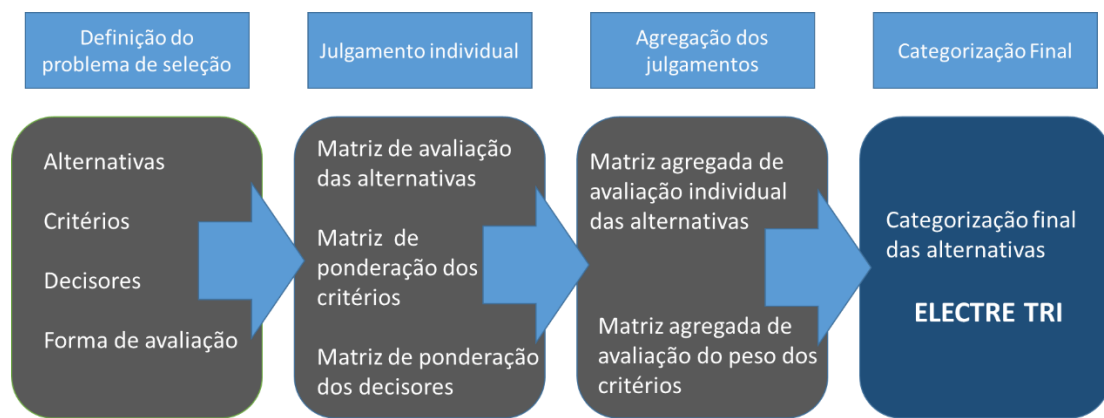 Definição do
problema de seleção
Julgamento individual
Agregação dos
julgamentos
Categorização Final
Alternativas
Critérios
Decisores
Forma de avaliação
Matriz de avaliação
das alternativas
Matriz de
ponderação dos
critérios
Matriz de ponderação
dos decisores
Matriz agregada de
avaliação individual
das alternativas
Matriz agregada de
avaliação do peso dos
critérios
Categorização final
das alternativas
ELECTRE TRI